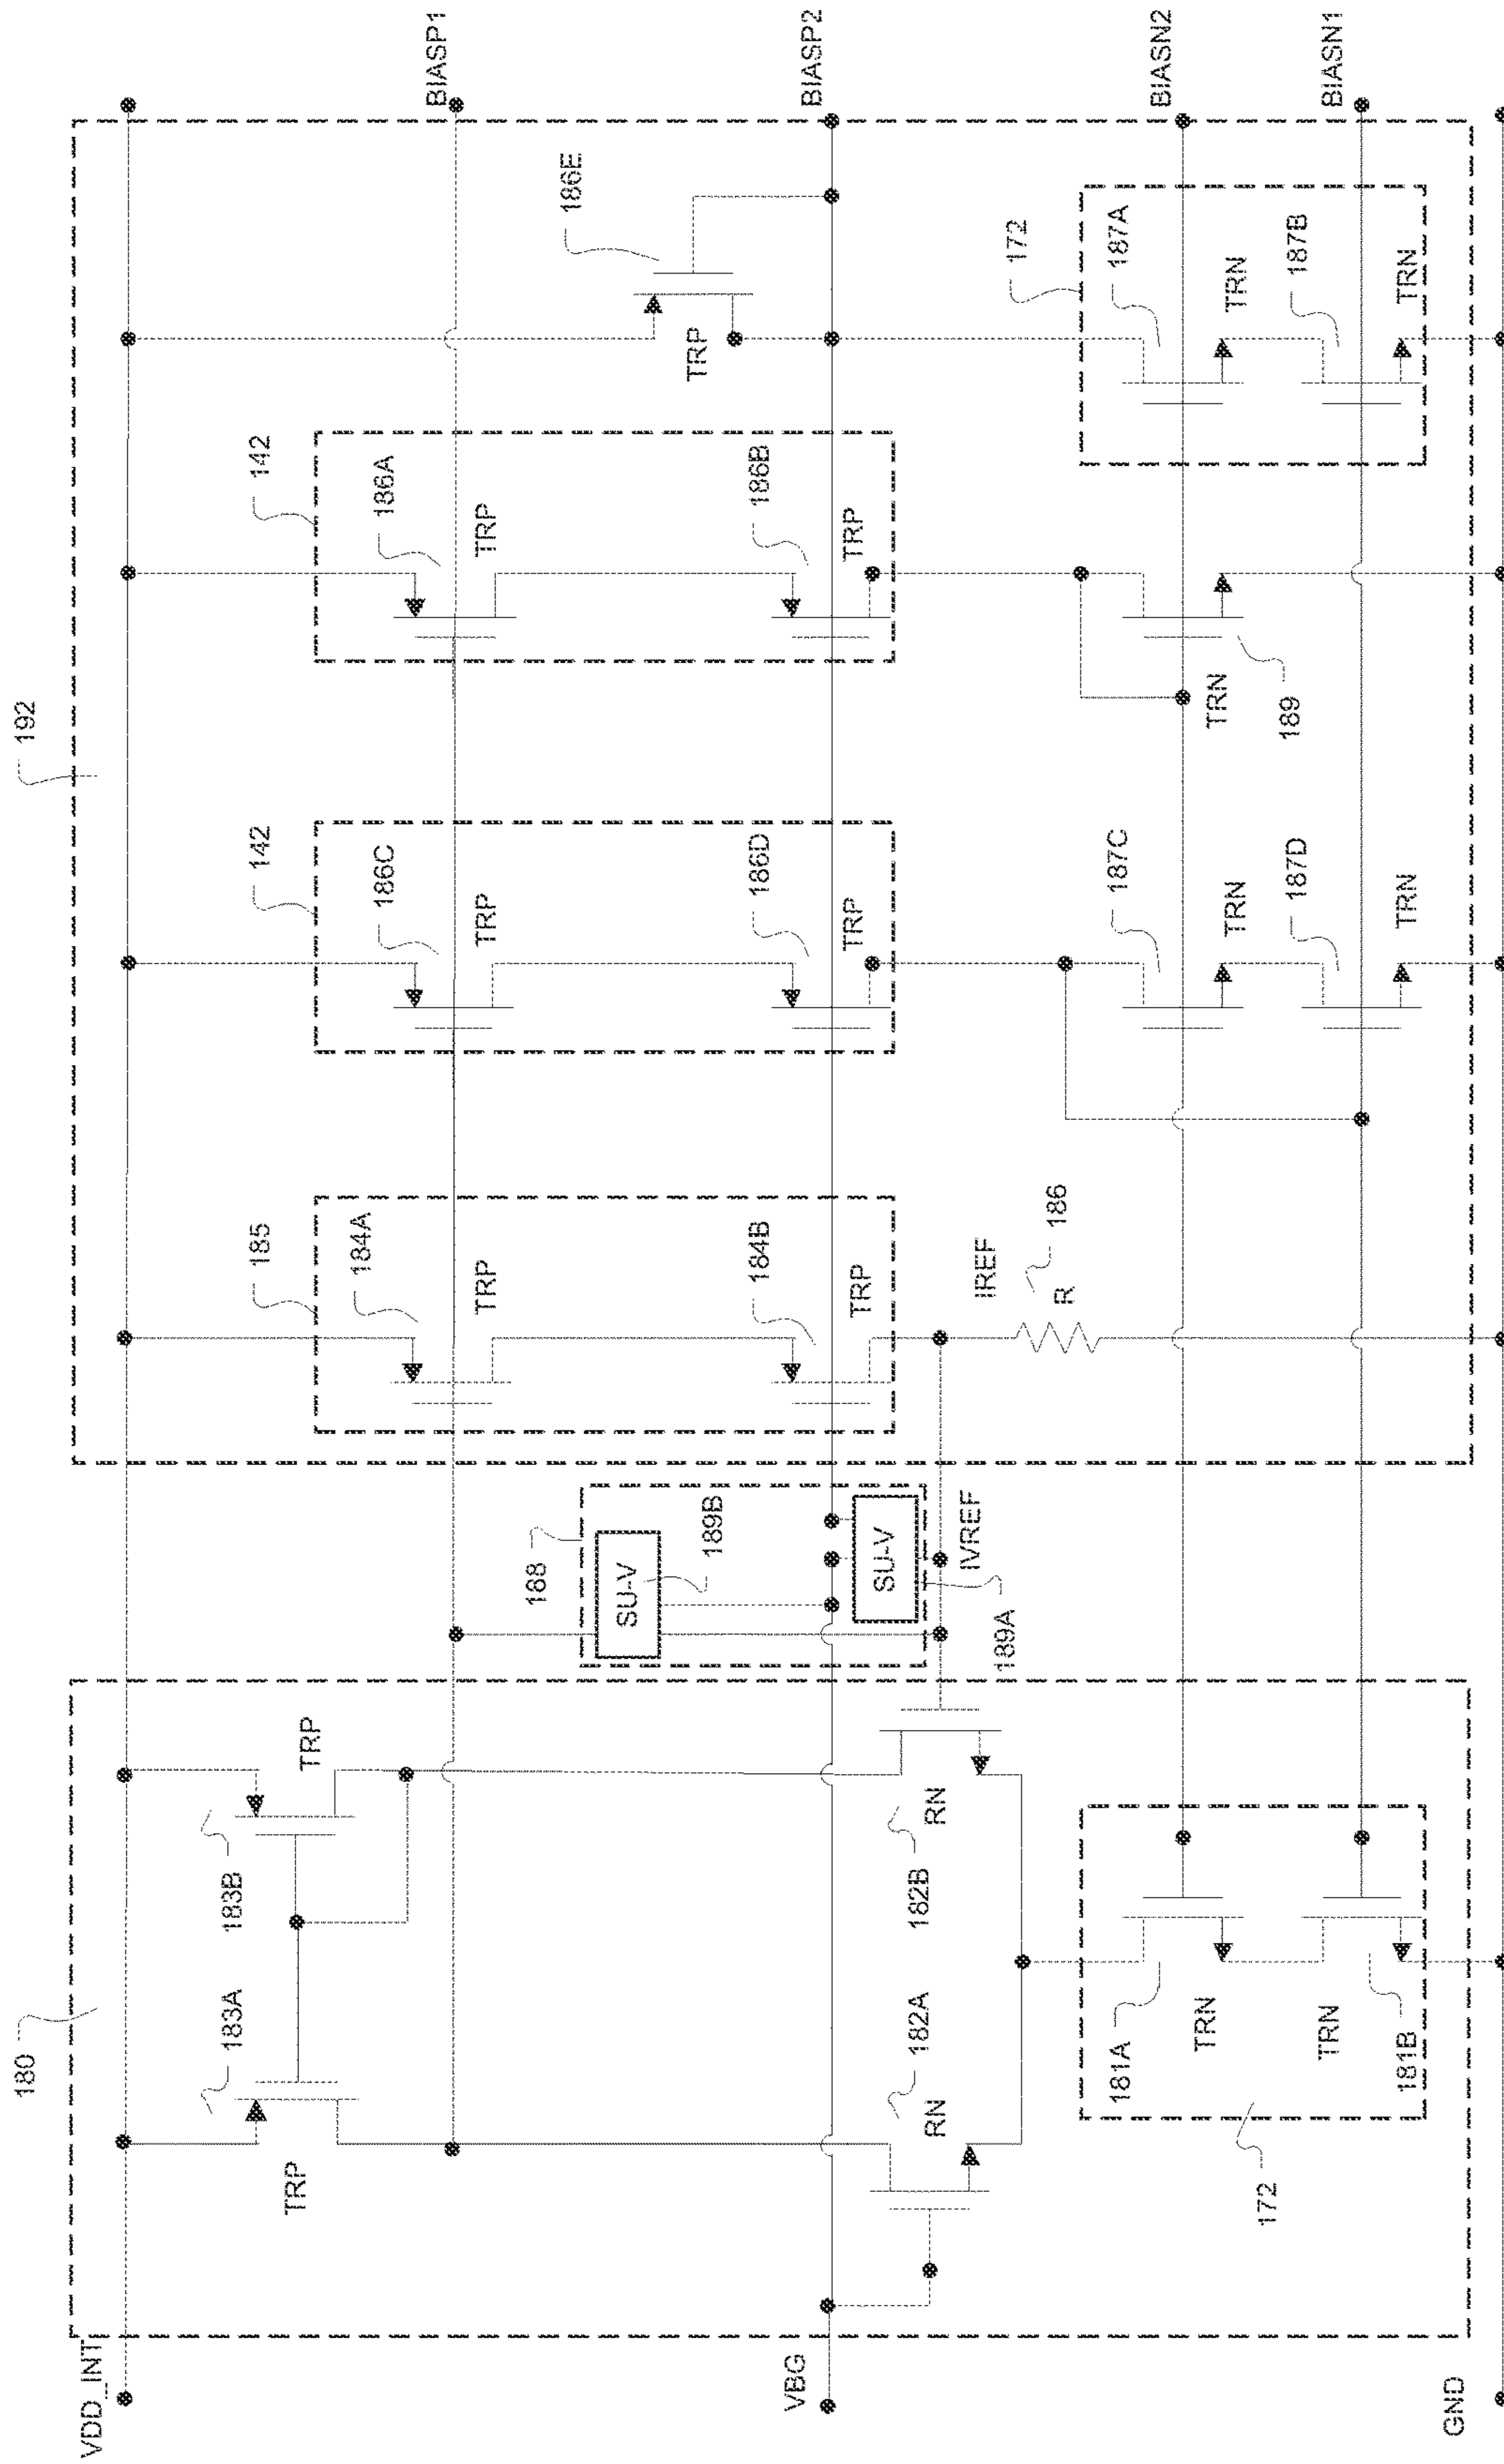 180
192
VDD_INT
VBG
GND
183A
183B
TRP
TRP
182A
182B
RN
RN
181A
TRN
TRN
181B
172
188
SU-V
189B
SU-V
IVREF
189A
185
184A
TRP
184B
TRP
IREF
186
R
142
186C
TRP
186D
TRP
187C
TRN
187D
TRN
142
186A
TRP
186B
TRP
TRN
189
186E
TRP
172
187A
TRN
187B
TRN
BIASP1
BIASP2
BIASN2
BIASN1